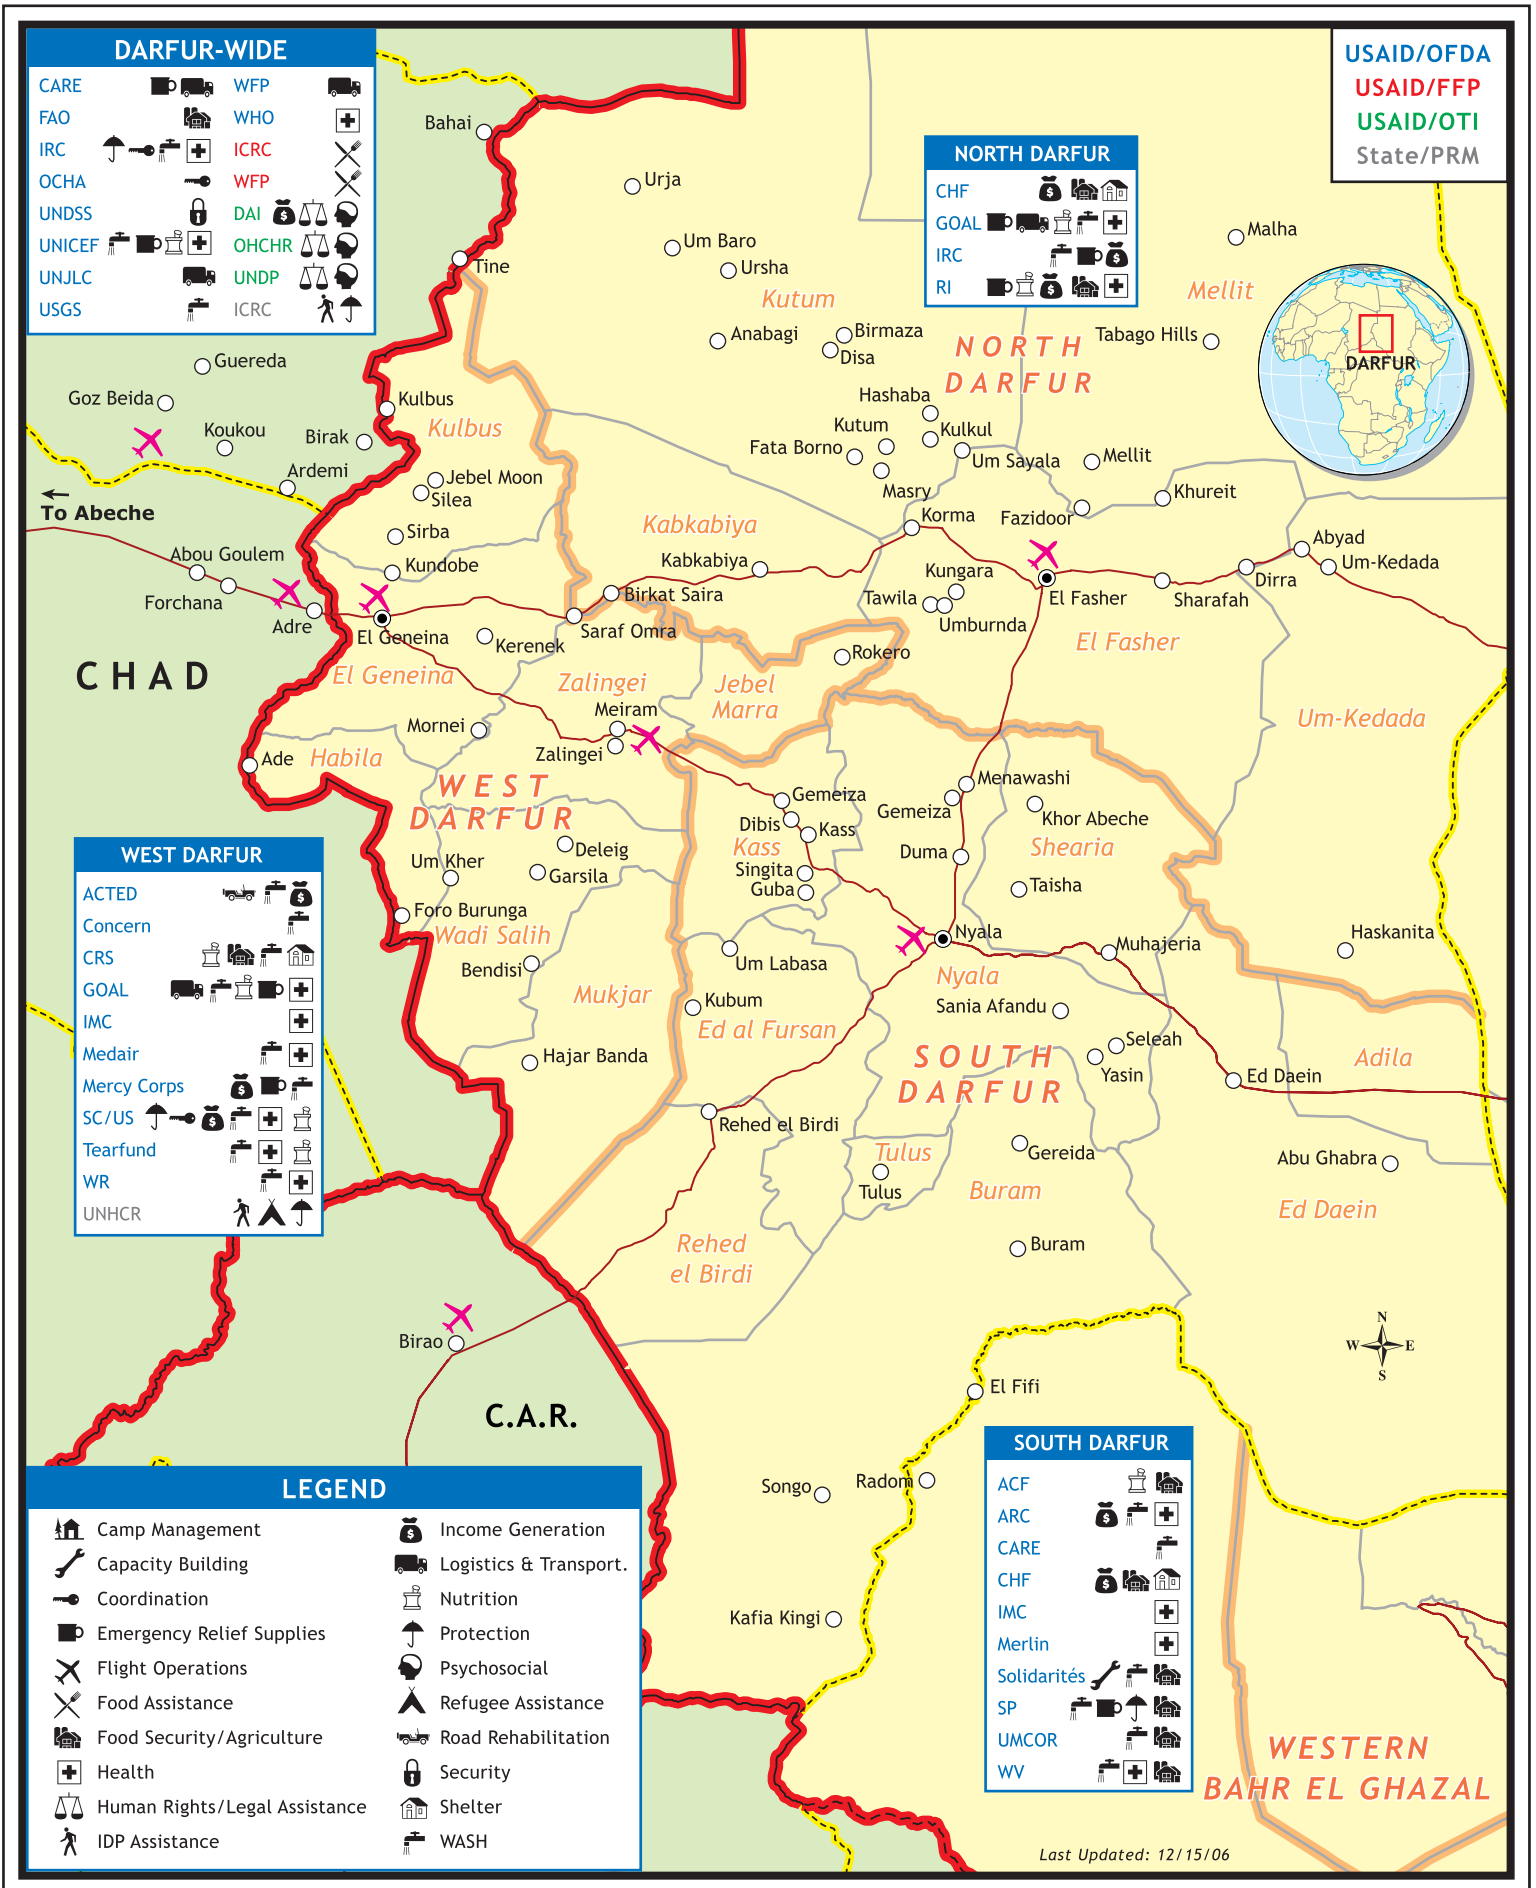 DARFUR-WIDE
CARE
FAO
IRC
OCHA
UNDSS
UNICEF
UNJLC
USGS
WFP
WHO
ICRC
WFP
DAI
OHCHR
UNDP
ICRC
USAID/OFDA
USAID/FFP
USAID/OTI
State/PRM
NORTH DARFUR
CHF
GOAL
IRC
RI
Bahai
Urja
Malha
Um Baro
Tine
Ursha
Kutum
Mellit
Anabagi
Birmaza
Disa
Tabago Hills
NORTH
DARFUR
DARFUR
Guereda
Goz Beida
Kulbus
Kulbus
Koukou
Birak
Hashaba
Kutum
Kulkul
Fata Borno
Um Sayala
Mellit
Ardemi
Jebel Moon
Silea
Masry
Khureit
To Abeche
Sirba
Kabkabiya
Korma
Fazidoor
Abyad
Abou Goulem
Kundobe
Kabkabiya
Kungara
Um-Kedada
Dirra
Forchana
Birkat Saira
Tawila
El Fasher
Sharafah
Adre
El Geneina
Kerenek
Saraf Omra
Umburnda
El Fasher
CHAD
El Geneina
Zalingei
Jebel
Marra
Rokero
Meiram
Mornei
Zalingei
Um-Kedada
Ade
Habila
WEST
DARFUR
Menawashi
Gemeiza
Gemeiza
Khor Abeche
Dibis
Kass
Kass
Shearia
Deleig
Um Kher
Garsila
Singita
Guba
Duma
Taisha
Foro Burunga
Wadi Salih
Nyala
Haskanita
Muhajeria
Bendisi
Um Labasa
Nyala
Mukjar
Kubum
Sania Afandu
Ed al Fursan
Seleah
Yasin
Hajar Banda
SOUTH
DARFUR
Adila
Ed Daein
Rehed el Birdi
Tulus
Gereida
Abu Ghabra
Tulus
Buram
Ed Daein
Rehed
el Birdi
Buram
WEST DARFUR
ACTED
Concern
CRS
GOAL
IMC
Medair
Mercy Corps
SC/US
Tearfund
WR
UNHCR
Birao
N
W
E
S
El Fifi
C.A.R.
Songo
Radom
Kafia Kingi
SOUTH DARFUR
ACF
ARC
CARE
CHF
IMC
Merlin
Solidarités
SP
UMCOR
WV
WESTERN
BAHR EL GHAZAL
LEGEND
Camp Management
Capacity Building
Coordination
Emergency Relief Supplies
Flight Operations
Food Assistance
Food Security/Agriculture
Health
Human Rights/Legal Assistance
IDP Assistance
Income Generation
Logistics & Transport.
Nutrition
Protection
Psychosocial
Refugee Assistance
Road Rehabilitation
Security
Shelter
WASH
Last Updated: 12/15/06